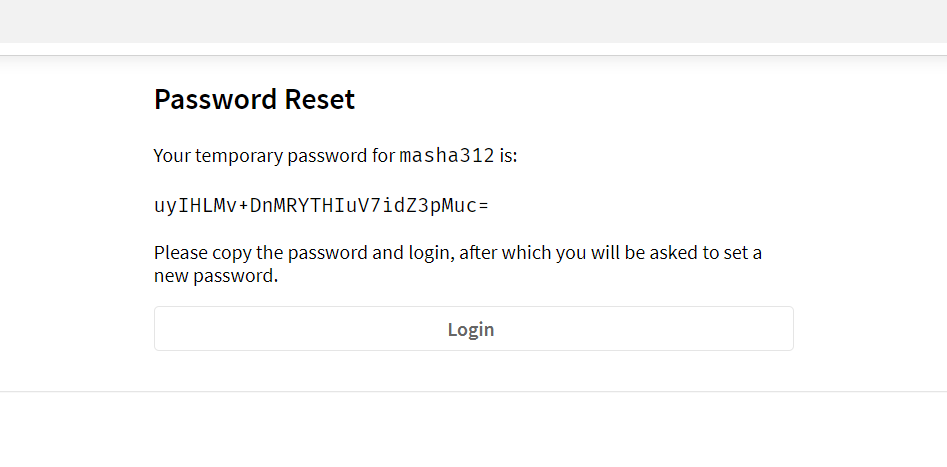 Password Reset
Your temporary password for masha312 is:
uyIHLMv+DnMRYTHIuV7idZ3pMuc=
Please copy the password and login, after which you will be asked to set a
new password.
Login